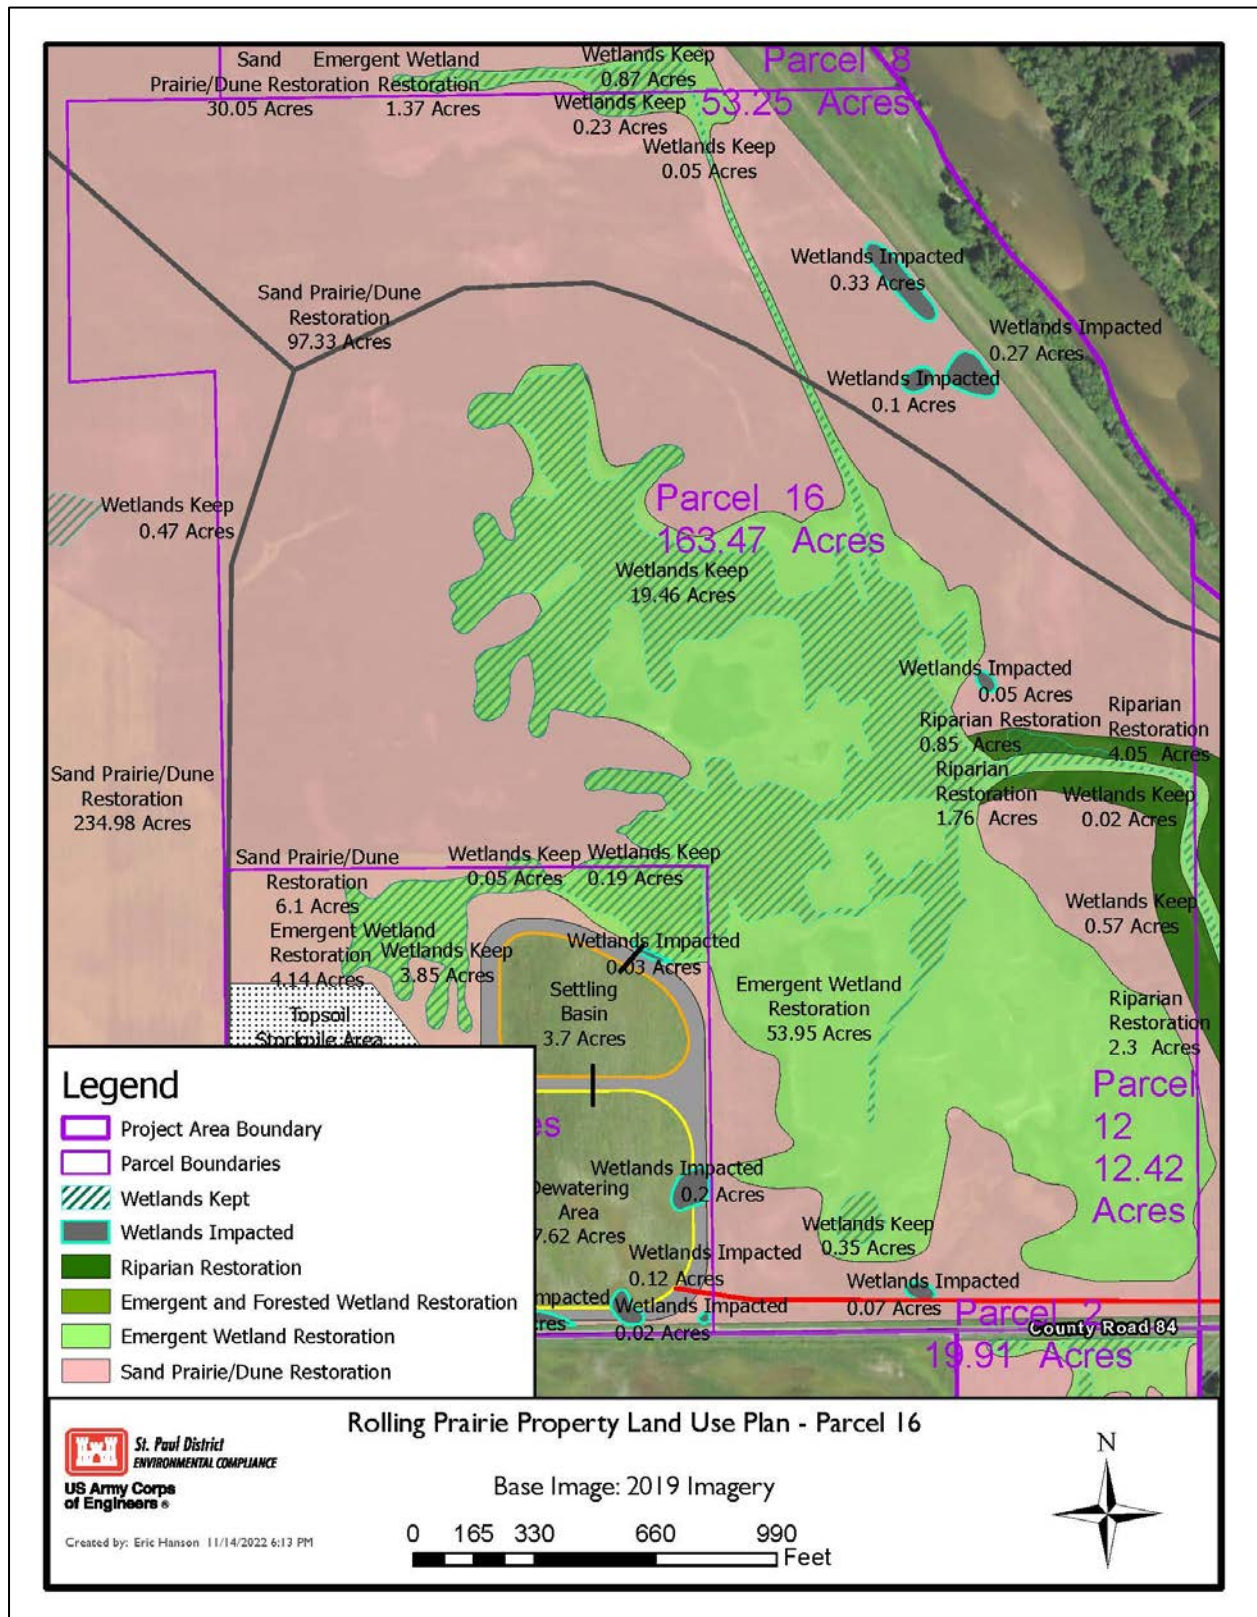 Sand
Prairie/Dune Restoration
30.05 Acres
Emergent Wetland
Restoration
1.37 Acres
Wetlands Keep
0.87 Acres
Parcel 8
53.25 Acres
Wetlands Keep
0.23 Acres
Wetlands Keep
0.05 Acres
Wetlands Impacted
0.33 Acres
Sand Prairie/Dune
Restoration
97.33 Acres
Wetlands Impacted
0.27 Acres
Wetlands Impacted
0.1 Acres
Wetlands Keep
0.47 Acres
Parcel 16
163.47 Acres
Wetlands Keep
19.46 Acres
Wetlands Impacted
0.05 Acres
Riparian Restoration
0.85 Acres
Riparian
Restoration
4.05 Acres
Riparian
Restoration
1.76 Acres
Wetlands Keep
0.02 Acres
Sand Prairie/Dune
Restoration
234.98 Acres
Sand Prairie/Dune
Restoration
6.1 Acres
Wetlands Keep
0.05 Acres
Wetlands Keep
0.19 Acres
Wetlands Keep
0.57 Acres
Emergent Wetland
Restoration
4.14 Acres
Wetlands Keep
3.85 Acres
Wetlands Impacted
0.03 Acres
Settling
Basin
3.7 Acres
Emergent Wetland
Restoration
53.95 Acres
Riparian
Restoration
2.3 Acres
Topsoil
Stockpile Area
Parcel
12
12.42
Acres
es
Wetlands Impacted
0.2 Acres
Dewatering
Area
7.62 Acres
Wetlands Keep
0.35 Acres
Wetlands Impacted
0.12 Acres
Wetlands Impacted
0.07 Acres
mpacted
cres
Wetlands Impacted
0.02 Acres
Parcel 2
19.91 Acres
County Road 84
Legend
Project Area Boundary
Parcel Boundaries
Wetlands Kept
Wetlands Impacted
Riparian Restoration
Emergent and Forested Wetland Restoration
Emergent Wetland Restoration
Sand Prairie/Dune Restoration
Rolling Prairie Property Land Use Plan - Parcel 16
Base Image: 2019 Imagery
St. Paul District
ENVIRONMENTAL COMPLIANCE
US Army Corps
of Engineers ®
Created by: Eric Hanson 11/14/2022 6:13 PM
0 165 330 660 990
Feet
N